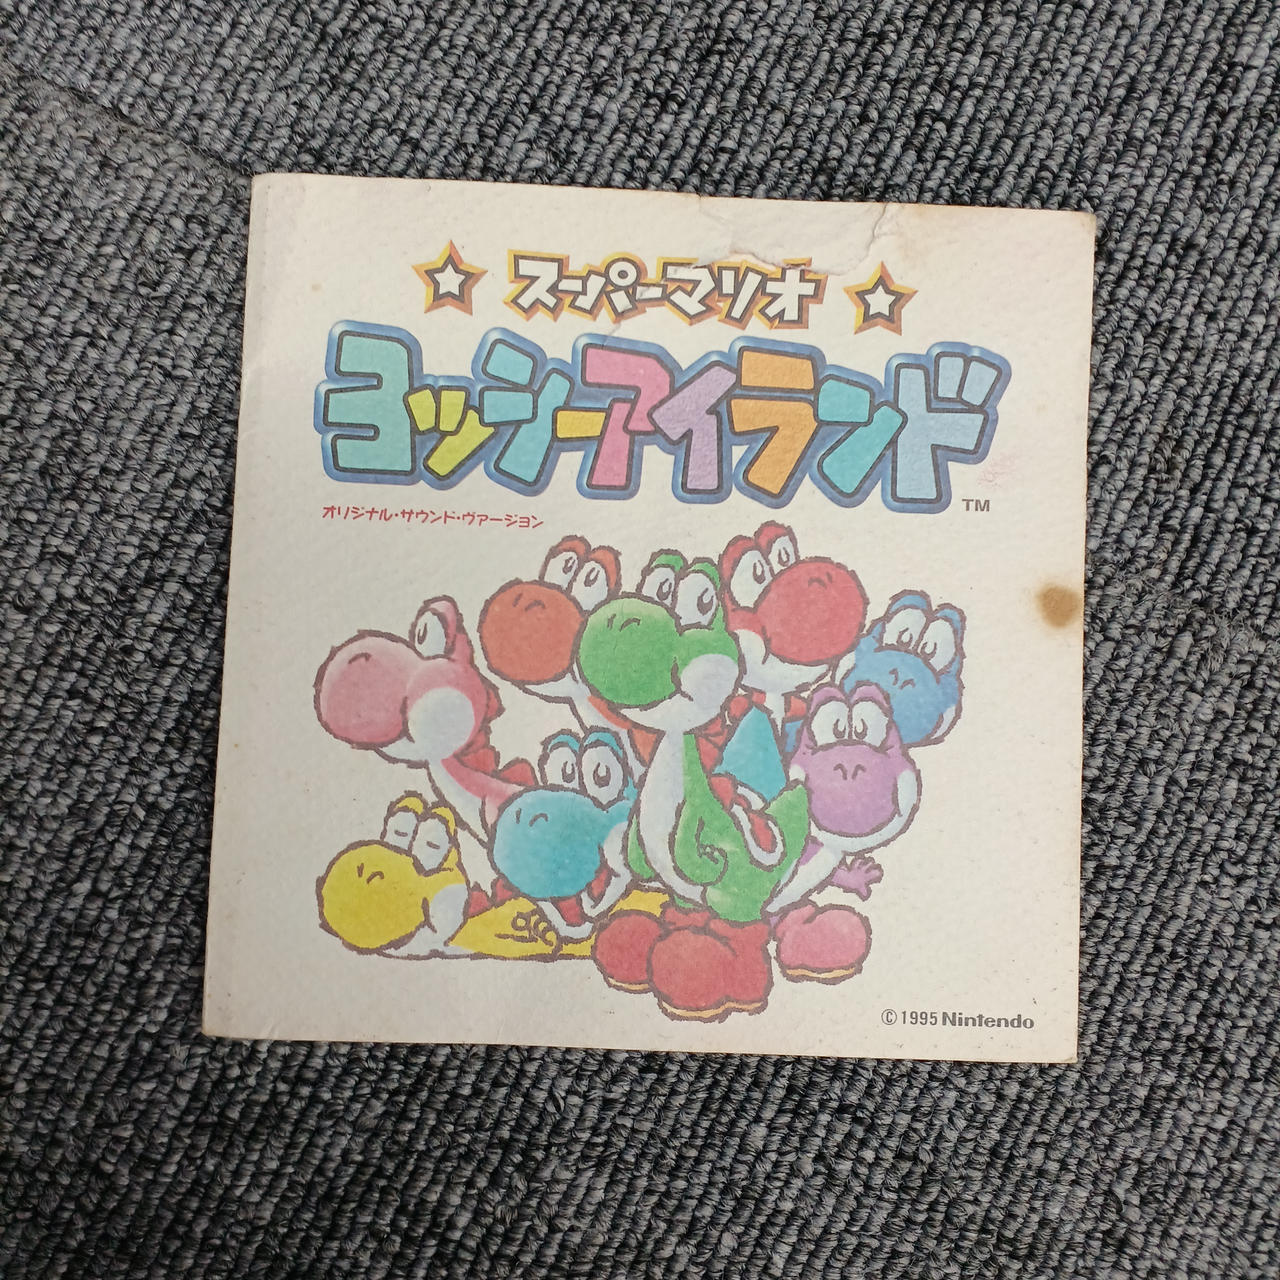 スーパーマリオ
ヨッシーアイランド
TM
オリジナル・サウンド・ヴァージョン
©1995 Nintendo